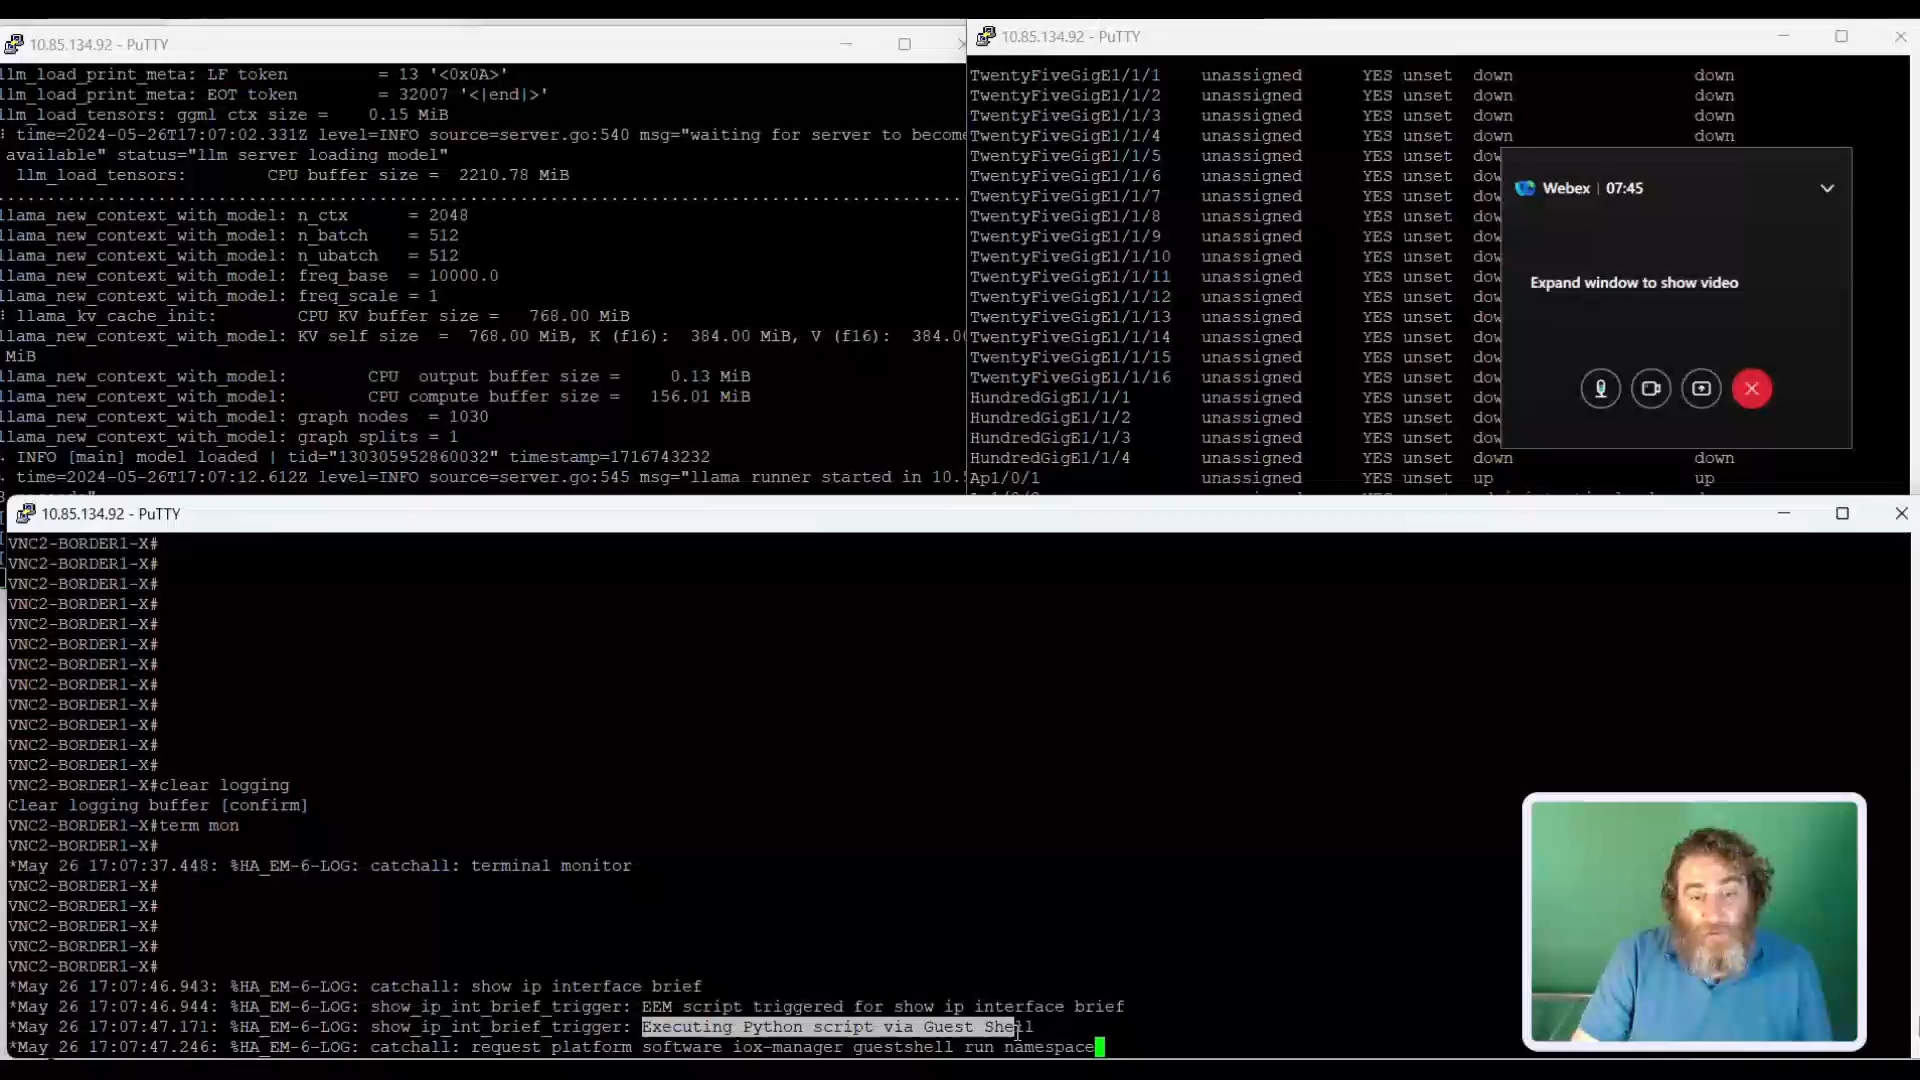 10.85.134.92 - PuTTY
llm_load_print_meta: LF token = 13 '<0x0A>'
llm_load_print_meta: EOT token = 32007 '<|end|>'
llm_load_tensors: ggml ctx size = 0.15 MiB
time=2024-05-26T17:07:02.331Z level=INFO source=server.go:540 msg="waiting for server to become
available" status="llm server loading model"
llm_load_tensors: CPU buffer size = 2210.78 MiB
................................................................................................
llama_new_context_with_model: n_ctx = 2048
llama_new_context_with_model: n_batch = 512
llama_new_context_with_model: n_ubatch = 512
llama_new_context_with_model: freq_base = 10000.0
llama_new_context_with_model: freq_scale = 1
llama_kv_cache_init: CPU KV buffer size = 768.00 MiB
llama_new_context_with_model: KV self size = 768.00 MiB, K (f16): 384.00 MiB, V (f16): 384.00
MiB
llama_new_context_with_model: CPU output buffer size = 0.13 MiB
llama_new_context_with_model: CPU compute buffer size = 156.01 MiB
llama_new_context_with_model: graph nodes = 1030
llama_new_context_with_model: graph splits = 1
INFO [main] model loaded | tid="130305952860032" timestamp=1716743232
time=2024-05-26T17:07:12.612Z level=INFO source=server.go:545 msg="llama runner started in 10.
10.85.134.92 - PuTTY
TwentyFiveGigE1/1/1 unassigned YES unset down down
TwentyFiveGigE1/1/2 unassigned YES unset down down
TwentyFiveGigE1/1/3 unassigned YES unset down down
TwentyFiveGigE1/1/4 unassigned YES unset down down
TwentyFiveGigE1/1/5 unassigned YES unset dow
TwentyFiveGigE1/1/6 unassigned YES unset dow
TwentyFiveGigE1/1/7 unassigned YES unset dow
TwentyFiveGigE1/1/8 unassigned YES unset dow
TwentyFiveGigE1/1/9 unassigned YES unset dow
TwentyFiveGigE1/1/10 unassigned YES unset dow
TwentyFiveGigE1/1/11 unassigned YES unset dow
TwentyFiveGigE1/1/12 unassigned YES unset dow
TwentyFiveGigE1/1/13 unassigned YES unset dow
TwentyFiveGigE1/1/14 unassigned YES unset dow
TwentyFiveGigE1/1/15 unassigned YES unset dow
TwentyFiveGigE1/1/16 unassigned YES unset dow
HundredGigE1/1/1 unassigned YES unset dow
HundredGigE1/1/2 unassigned YES unset dow
HundredGigE1/1/3 unassigned YES unset dow
HundredGigE1/1/4 unassigned YES unset down down
Ap1/0/1 unassigned YES unset up up
Webex | 07:45
Expand window to show video
10.85.134.92 - PuTTY
VNC2-BORDER1-X#
VNC2-BORDER1-X#
VNC2-BORDER1-X#
VNC2-BORDER1-X#
VNC2-BORDER1-X#
VNC2-BORDER1-X#
VNC2-BORDER1-X#
VNC2-BORDER1-X#
VNC2-BORDER1-X#
VNC2-BORDER1-X#
VNC2-BORDER1-X#
VNC2-BORDER1-X#
VNC2-BORDER1-X#clear logging
Clear logging buffer [confirm]
VNC2-BORDER1-X#term mon
VNC2-BORDER1-X#
*May 26 17:07:37.448: %HA_EM-6-LOG: catchall: terminal monitor
VNC2-BORDER1-X#
VNC2-BORDER1-X#
VNC2-BORDER1-X#
VNC2-BORDER1-X#
VNC2-BORDER1-X#
*May 26 17:07:46.943: %HA_EM-6-LOG: catchall: show ip interface brief
*May 26 17:07:46.944: %HA_EM-6-LOG: show_ip_int_brief_trigger: EEM script triggered for show ip interface brief
*May 26 17:07:47.171: %HA_EM-6-LOG: show_ip_int_brief_trigger: Executing Python script via Guest Shell
*May 26 17:07:47.246: %HA_EM-6-LOG: catchall: request platform software iox-manager guestshell run namespace